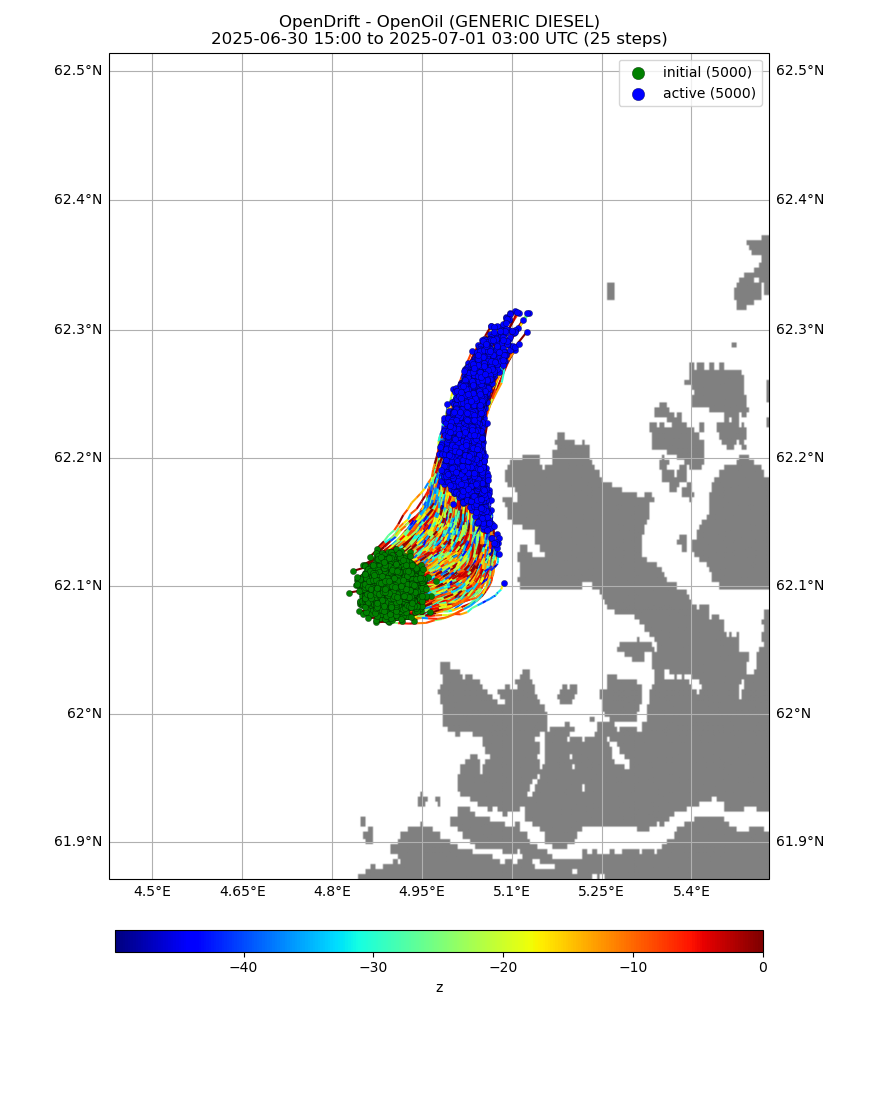 OpenDrift - OpenOil (GENERIC DIESEL)
2025-06-30 15:00 to 2025-07-01 03:00 UTC (25 steps)
initial (5000)
active (5000)
62.5°N 62.5°N
62.4°N 62.4°N
62.3°N 62.3°N
62.2°N 62.2°N
62.1°N 62.1°N
62°N 62°N
61.9°N 61.9°N
4.5°E 4.65°E 4.8°E 4.95°E 5.1°E 5.25°E 5.4°E
−40 −30 −20 −10 0
z